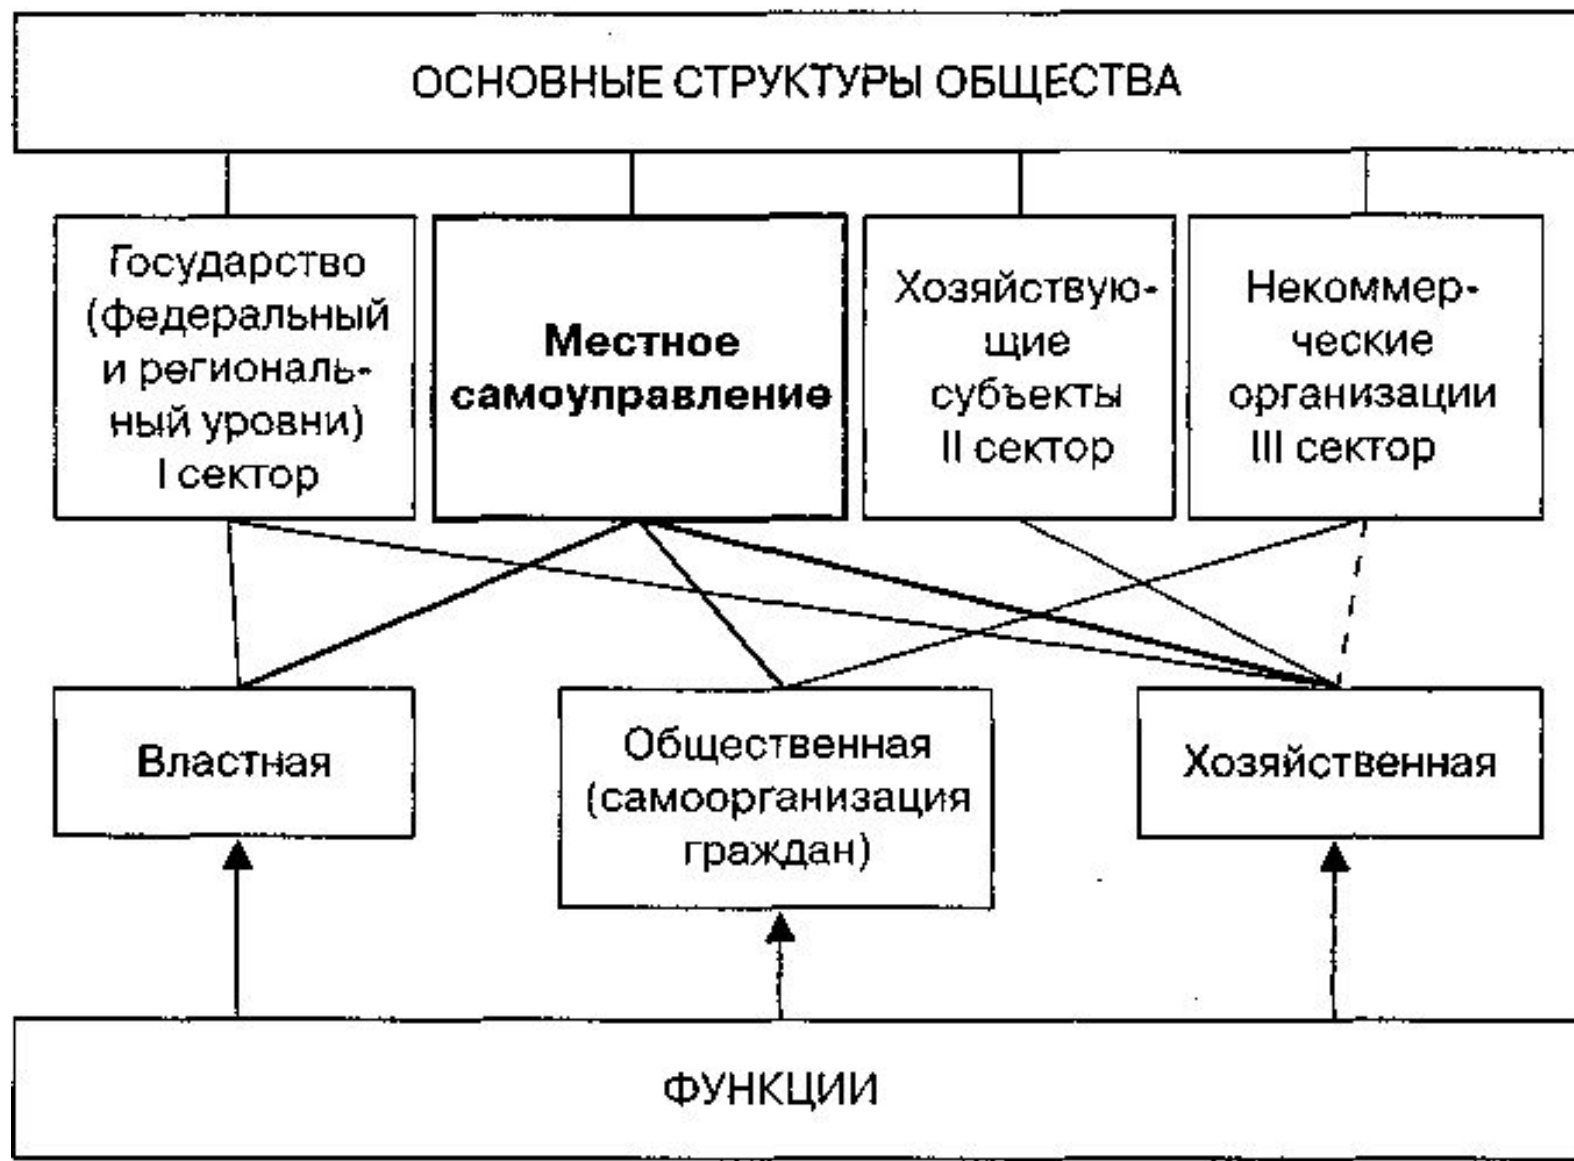 ОСНОВНЫЕ СТРУКТУРЫ ОБЩЕСТВА
Государство
(федеральный
и региональ-
ный уровни)
I сектор
Местное
самоуправление
Хозяйствую-
щие
субъекты
II сектор
Некоммер-
ческие
организации
III сектор
Властная
Общественная
(самоорганизация
граждан)
Хозяйственная
ФУНКЦИИ